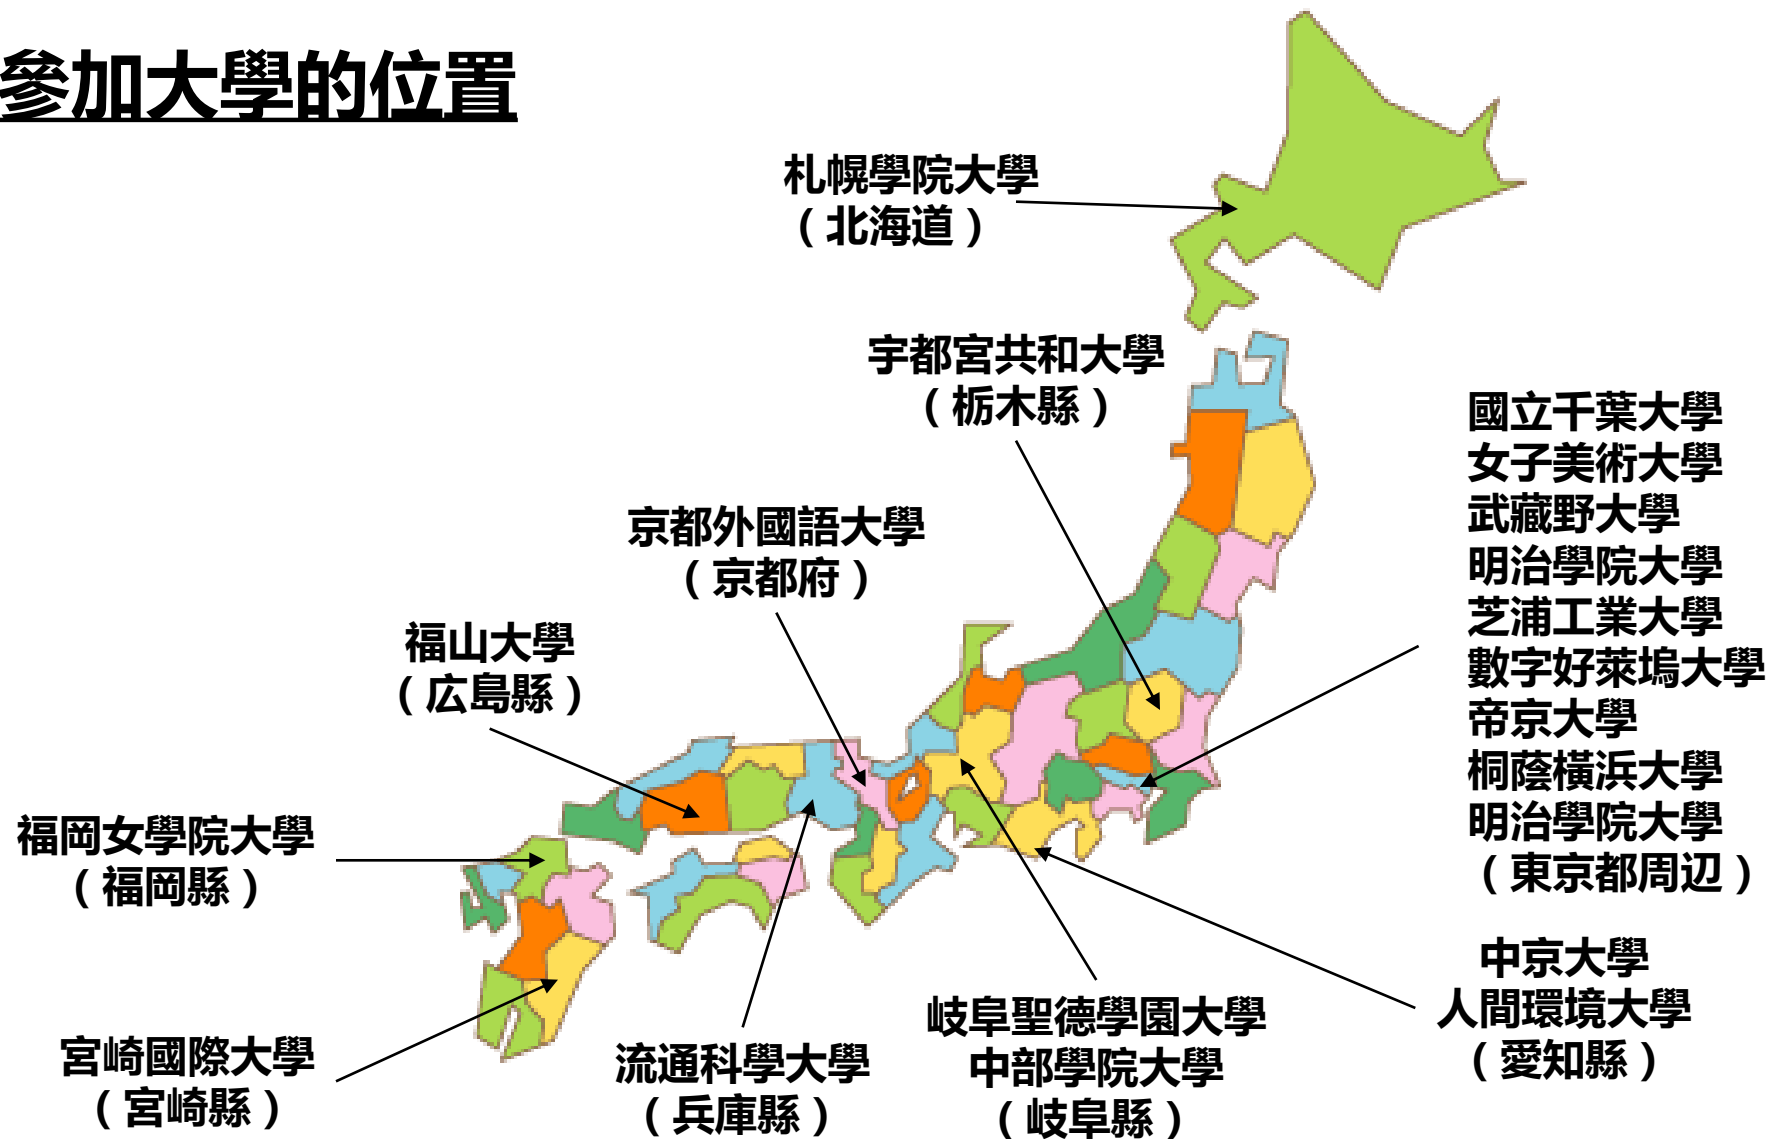 參加大學的位置
札幌學院大學
（北海道）
宇都宮共和大學
（栃木縣）
國立千葉大學
女子美術大學
武藏野大學
明治學院大學
芝浦工業大學
數字好萊塢大學
帝京大學
桐蔭橫浜大學
明治學院大學
（東京都周辺）
京都外國語大學
（京都府）
福山大學
（広島縣）
福岡女學院大學
（福岡縣）
宮崎國際大學
（宮崎縣）
流通科學大學
（兵庫縣）
岐阜聖德學園大學
中部學院大學
（岐阜縣）
中京大學
人間環境大學
（愛知縣）